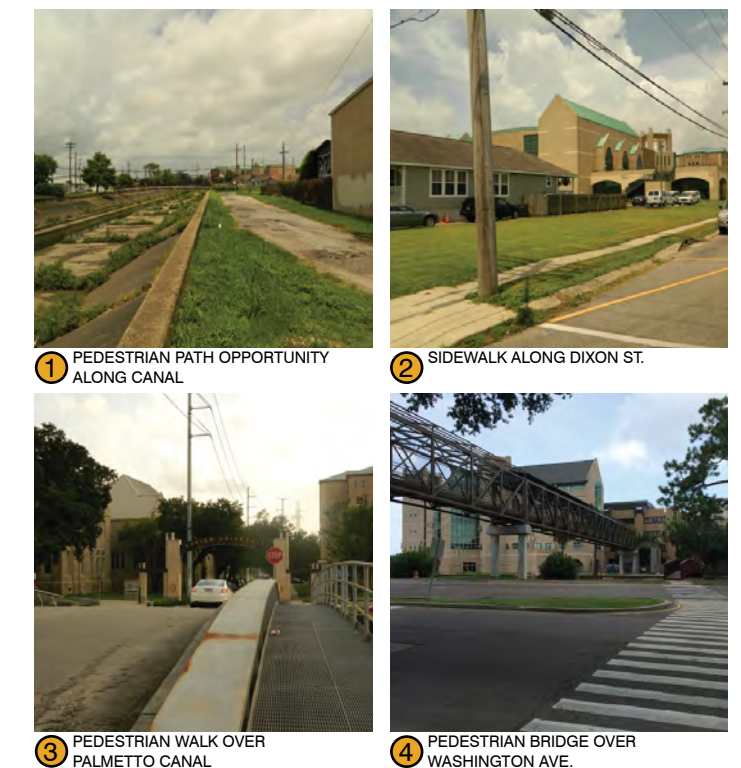 1 PEDESTRIAN PATH OPPORTUNITY
ALONG CANAL
2 SIDEWALK ALONG DIXON ST.
STOP
3 PEDESTRIAN WALK OVER
PALMETTO CANAL
4 PEDESTRIAN BRIDGE OVER
WASHINGTON AVE.